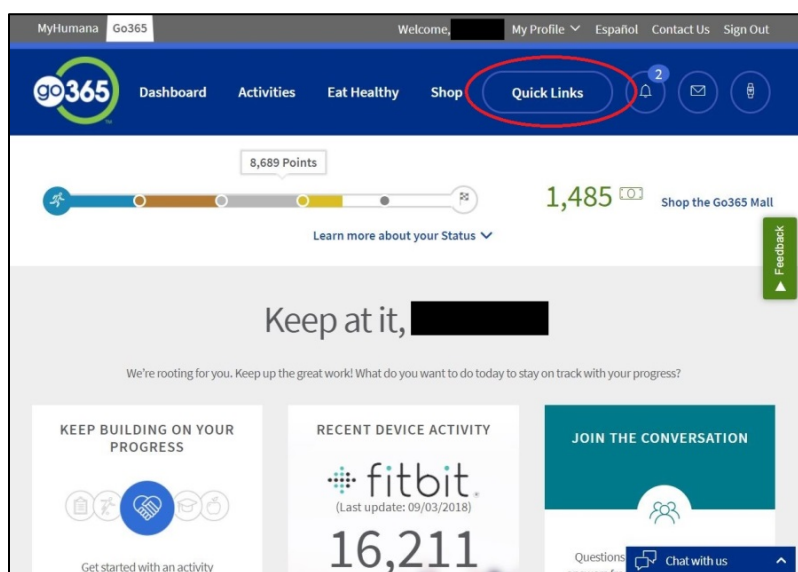 MyHumana Go365 Welcome, My Profile Español Contact Us Sign Out
go365 Dashboard Activities Eat Healthy Shop Quick Links 2
8,689 Points
1,485 Shop the Go365 Mall
Learn more about your Status
Feedback
Keep at it,
We're rooting for you. Keep up the great work! What do you want to do today to stay on track with your progress?
KEEP BUILDING ON YOUR
PROGRESS
Get started with an activity
RECENT DEVICE ACTIVITY
fitbit.
(Last update: 09/03/2018)
16,211
JOIN THE CONVERSATION
Questions
Chat with us